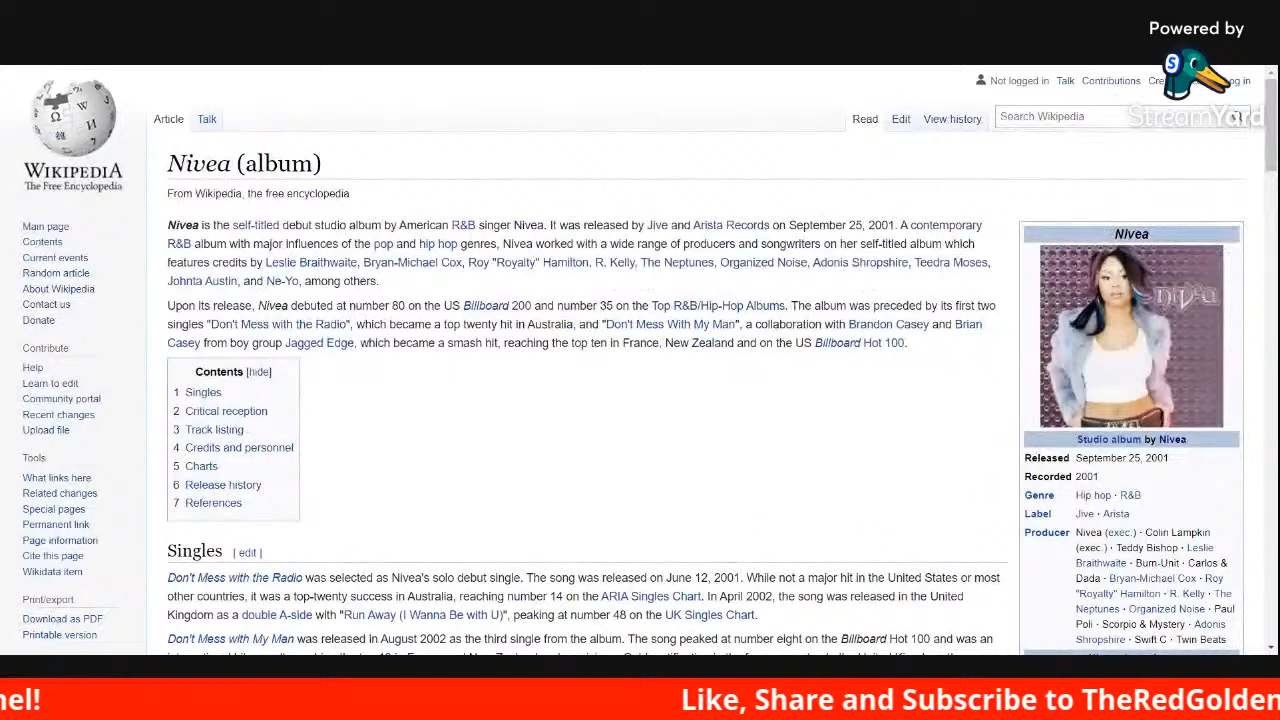 Powered by
StreamYard
Not logged in Talk Contributions
Article Talk Read Edit View history Search Wikipedia
WIKIPEDIA
The Free Encyclopedia
Nivea (album)
From Wikipedia, the free encyclopedia
Main page
Contents
Current events
Random article
About Wikipedia
Contact us
Donate
Contribute
Help
Learn to edit
Community portal
Recent changes
Upload file
Tools
What links here
Related changes
Special pages
Permanent link
Page information
Cite this page
Wikidata item
Print/export
Download as PDF
Printable version
Nivea is the self-titled debut studio album by American R&B singer Nivea. It was released by Jive and Arista Records on September 25, 2001. A contemporary
R&B album with major influences of the pop and hip hop genres, Nivea worked with a wide range of producers and songwriters on her self-titled album which
features credits by Leslie Braithwaite, Bryan-Michael Cox, Roy "Royalty" Hamilton, R. Kelly, The Neptunes, Organized Noise, Adonis Shropshire, Teedra Moses,
Johnta Austin, and Ne-Yo, among others.
Upon its release, Nivea debuted at number 80 on the US Billboard 200 and number 35 on the Top R&B/Hip-Hop Albums. The album was preceded by its first two
singles "Don't Mess with the Radio", which became a top twenty hit in Australia, and "Don't Mess With My Man", a collaboration with Brandon Casey and Brian
Casey from boy group Jagged Edge, which became a smash hit, reaching the top ten in France, New Zealand and on the US Billboard Hot 100.
Contents [hide]
1 Singles
2 Critical reception
3 Track listing
4 Credits and personnel
5 Charts
6 Release history
7 References
Singles [ edit ]
Don't Mess with the Radio was selected as Nivea's solo debut single. The song was released on June 12, 2001. While not a major hit in the United States or most
other countries, it was a top-twenty success in Australia, reaching number 14 on the ARIA Singles Chart. In April 2002, the song was released in the United
Kingdom as a double A-side with "Run Away (I Wanna Be with U)", peaking at number 48 on the UK Singles Chart.
Don't Mess with My Man was released in August 2002 as the third single from the album. The song peaked at number eight on the Billboard Hot 100 and was an
Nivea
nivea
Studio album by Nivea
Released September 25, 2001
Recorded 2001
Genre Hip hop · R&B
Label Jive · Arista
Producer Nivea (exec.) · Colin Lampkin
(exec.) · Teddy Bishop · Leslie
Braithwaite · Burn-Unit · Carlos &
Dada · Bryan-Michael Cox · Roy
"Royalty" Hamilton · R. Kelly · The
Neptunes · Organized Noise · Paul
Poli · Scorpio & Mystery · Adonis
Shropshire · Swift C · Twin Beats
nel! Like, Share and Subscribe to TheRedGolden